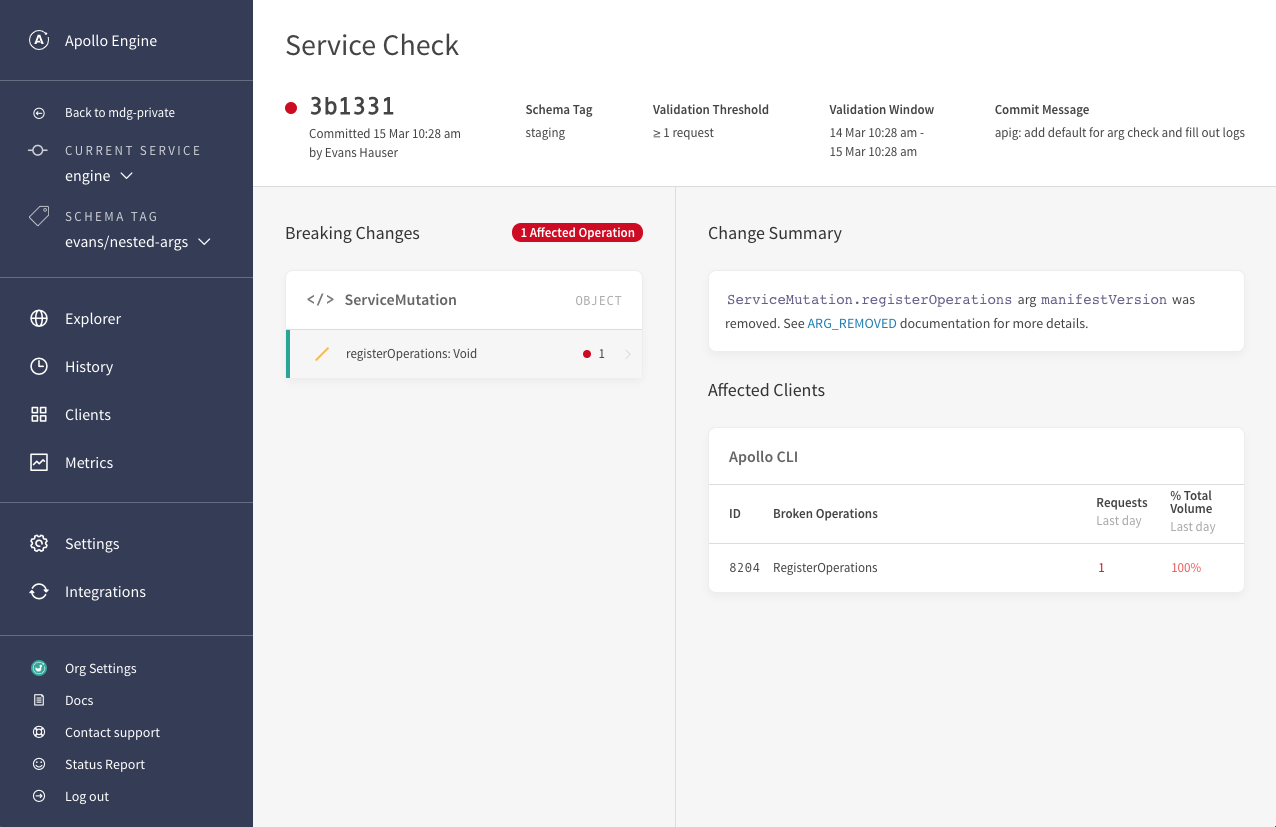 Apollo Engine
Back to mdg-private
CURRENT SERVICE
engine
SCHEMA TAG
evans/nested-args
Explorer
History
Clients
Metrics
Settings
Integrations
Org Settings
Docs
Contact support
Status Report
Log out
Service Check
3b1331
Committed 15 Mar 10:28 am
by Evans Hauser
Schema Tag
staging
Validation Threshold
≥ 1 request
Validation Window
14 Mar 10:28 am -
15 Mar 10:28 am
Commit Message
apig: add default for arg check and fill out logs
Breaking Changes
1 Affected Operation
</> ServiceMutation OBJECT
registerOperations: Void 1
Change Summary
ServiceMutation.registerOperations arg manifestVersion was
removed. See ARG_REMOVED documentation for more details.
Affected Clients
Apollo CLI
ID
Broken Operations
Requests
Last day
% Total
Volume
Last day
8204 RegisterOperations 1 100%